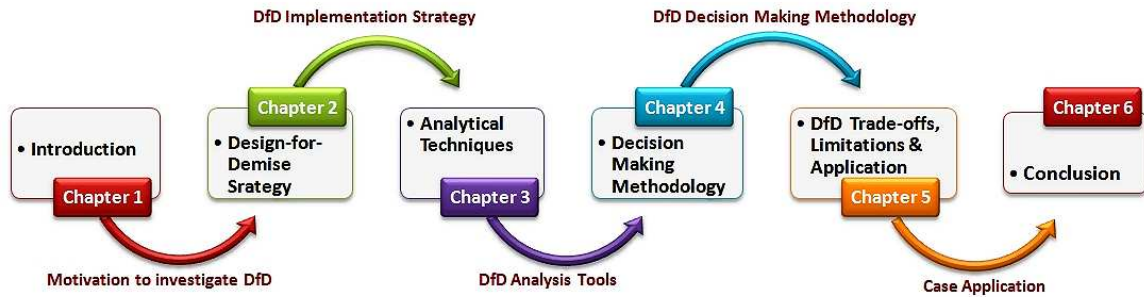 DfD Implementation Strategy
DfD Decision Making Methodology
Chapter 2
Chapter 4
Chapter 6
• Introduction
• Design-for-
Demise
Srategy
• Analytical
Techniques
• Decision
Making
Methodology
• DfD Trade-offs,
Limitations &
Application
• Conclusion
Chapter 1
Chapter 3
Chapter 5
Motivation to investigate DfD
DfD Analysis Tools
Case Application